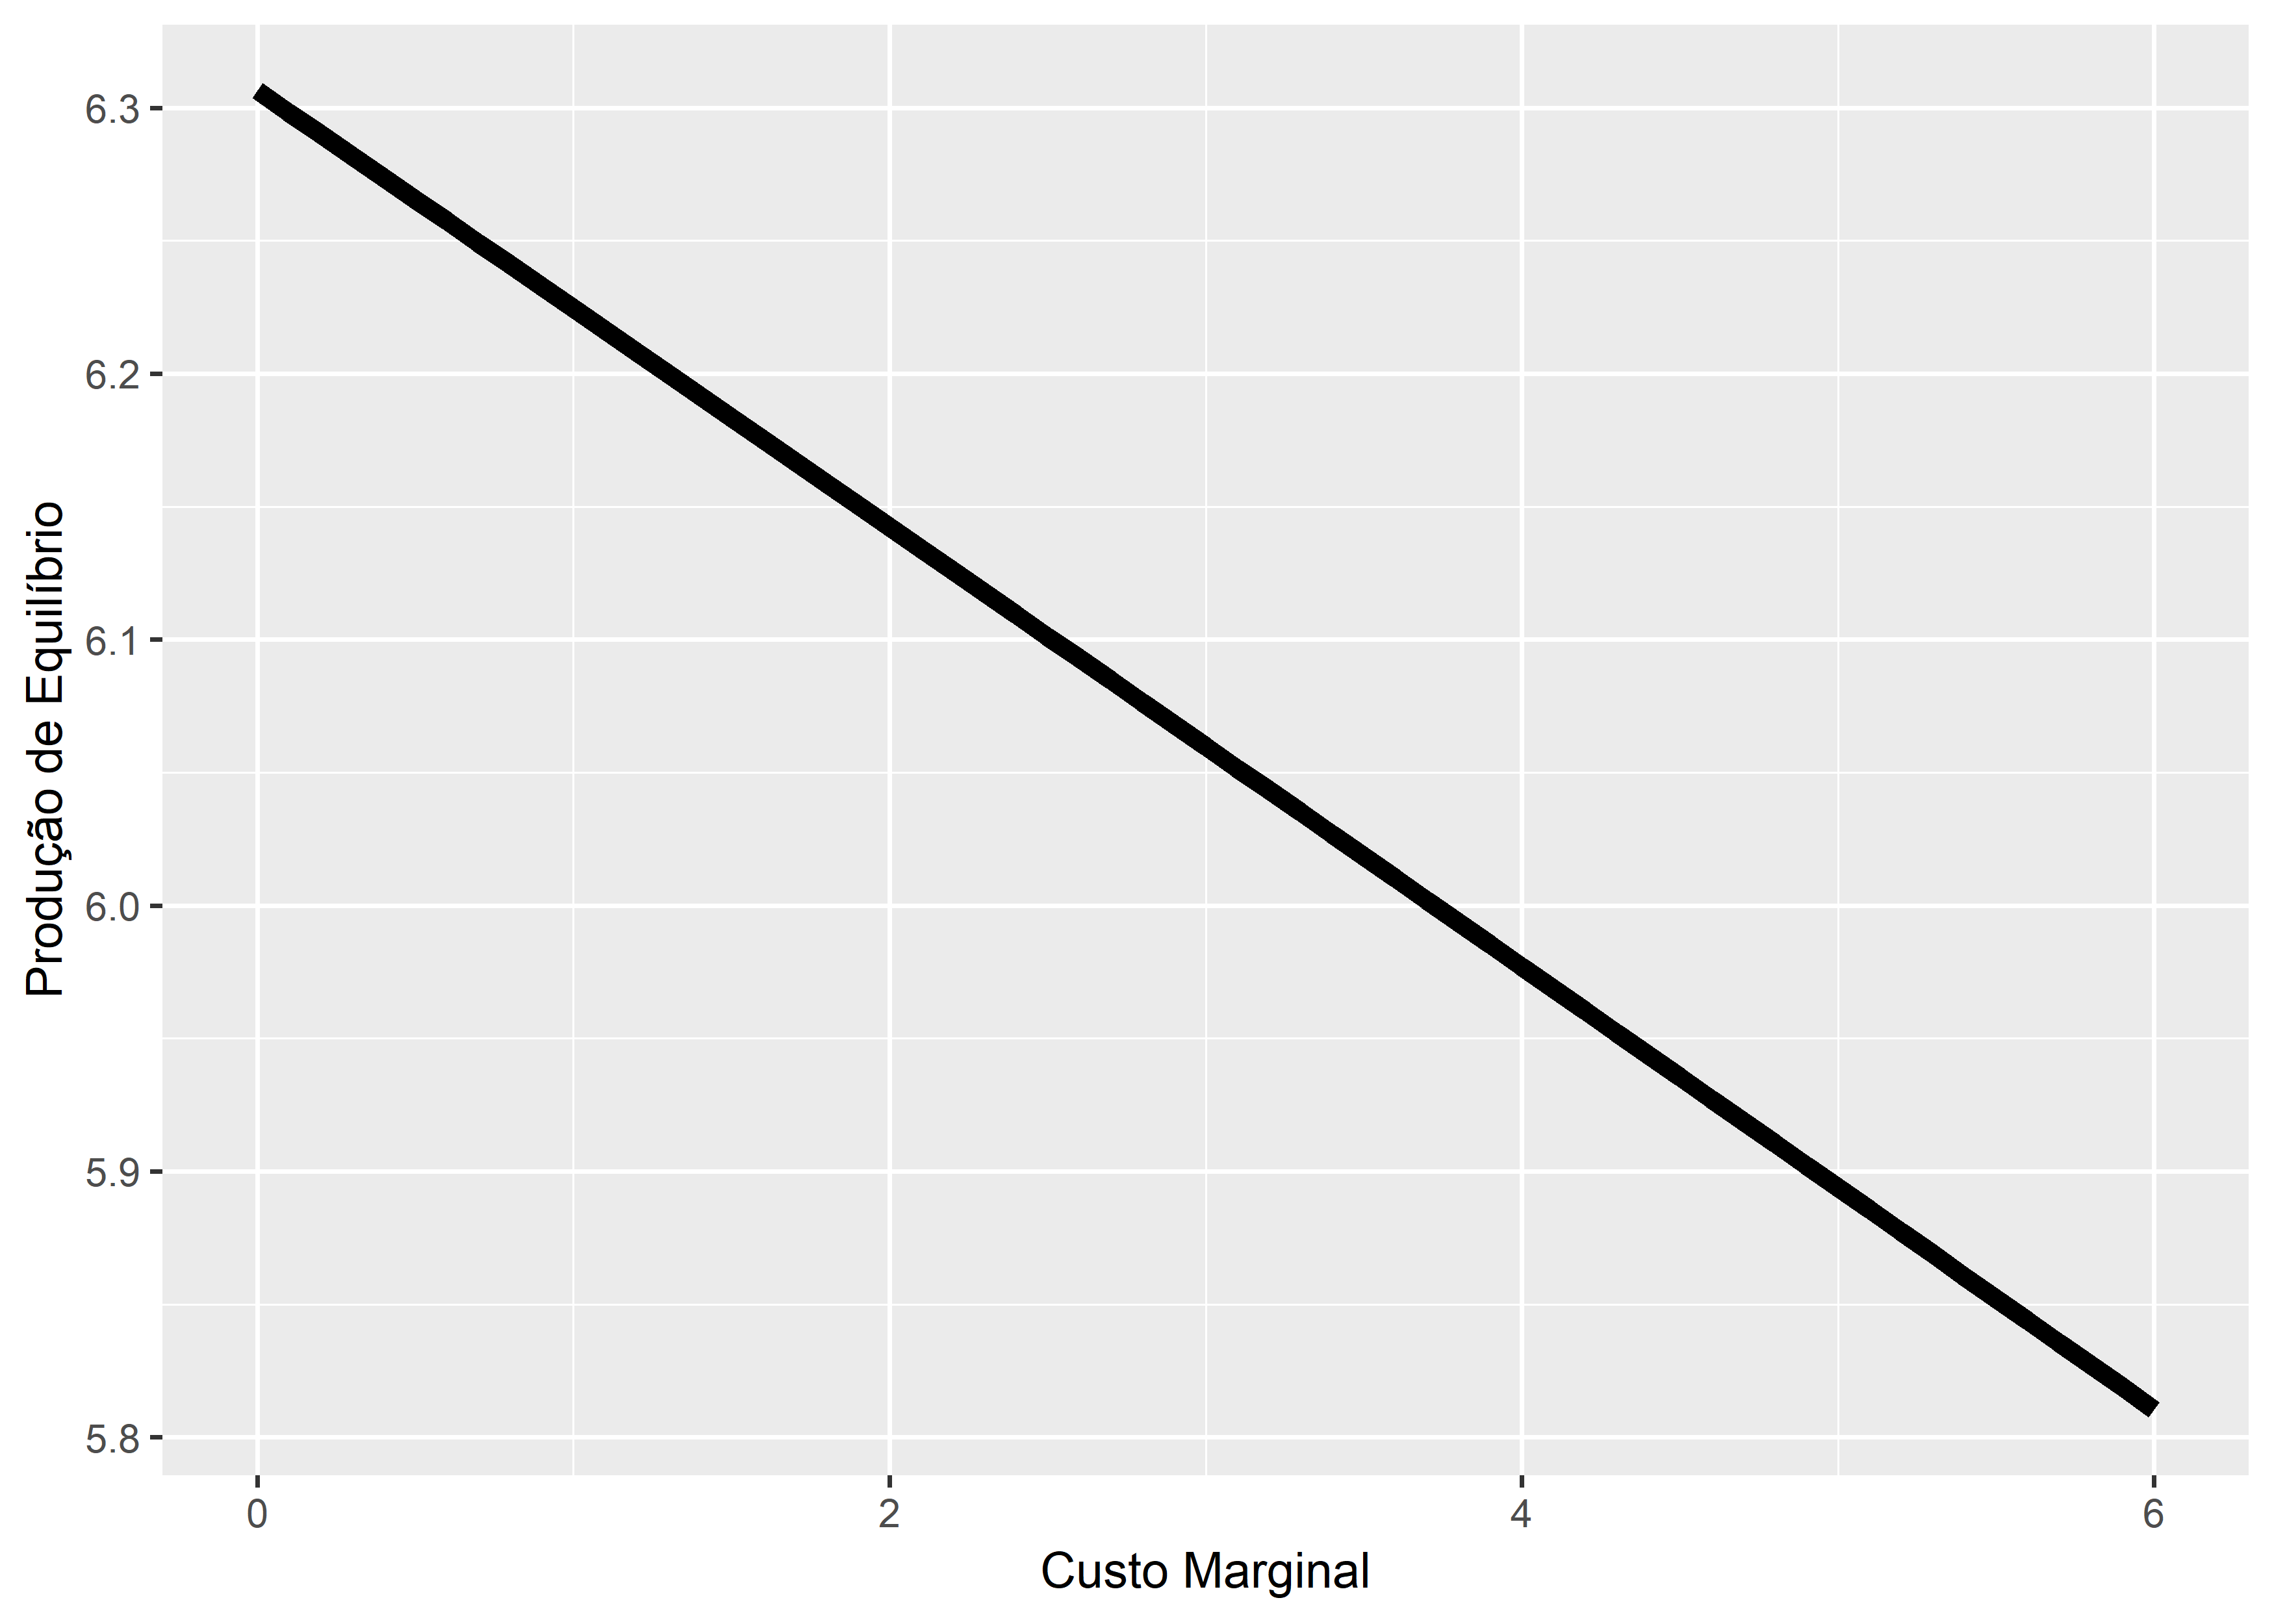 Produção de Equilíbrio
6.3
6.2
6.1
6.0
5.9
5.8
0 2 4 6
Custo Marginal